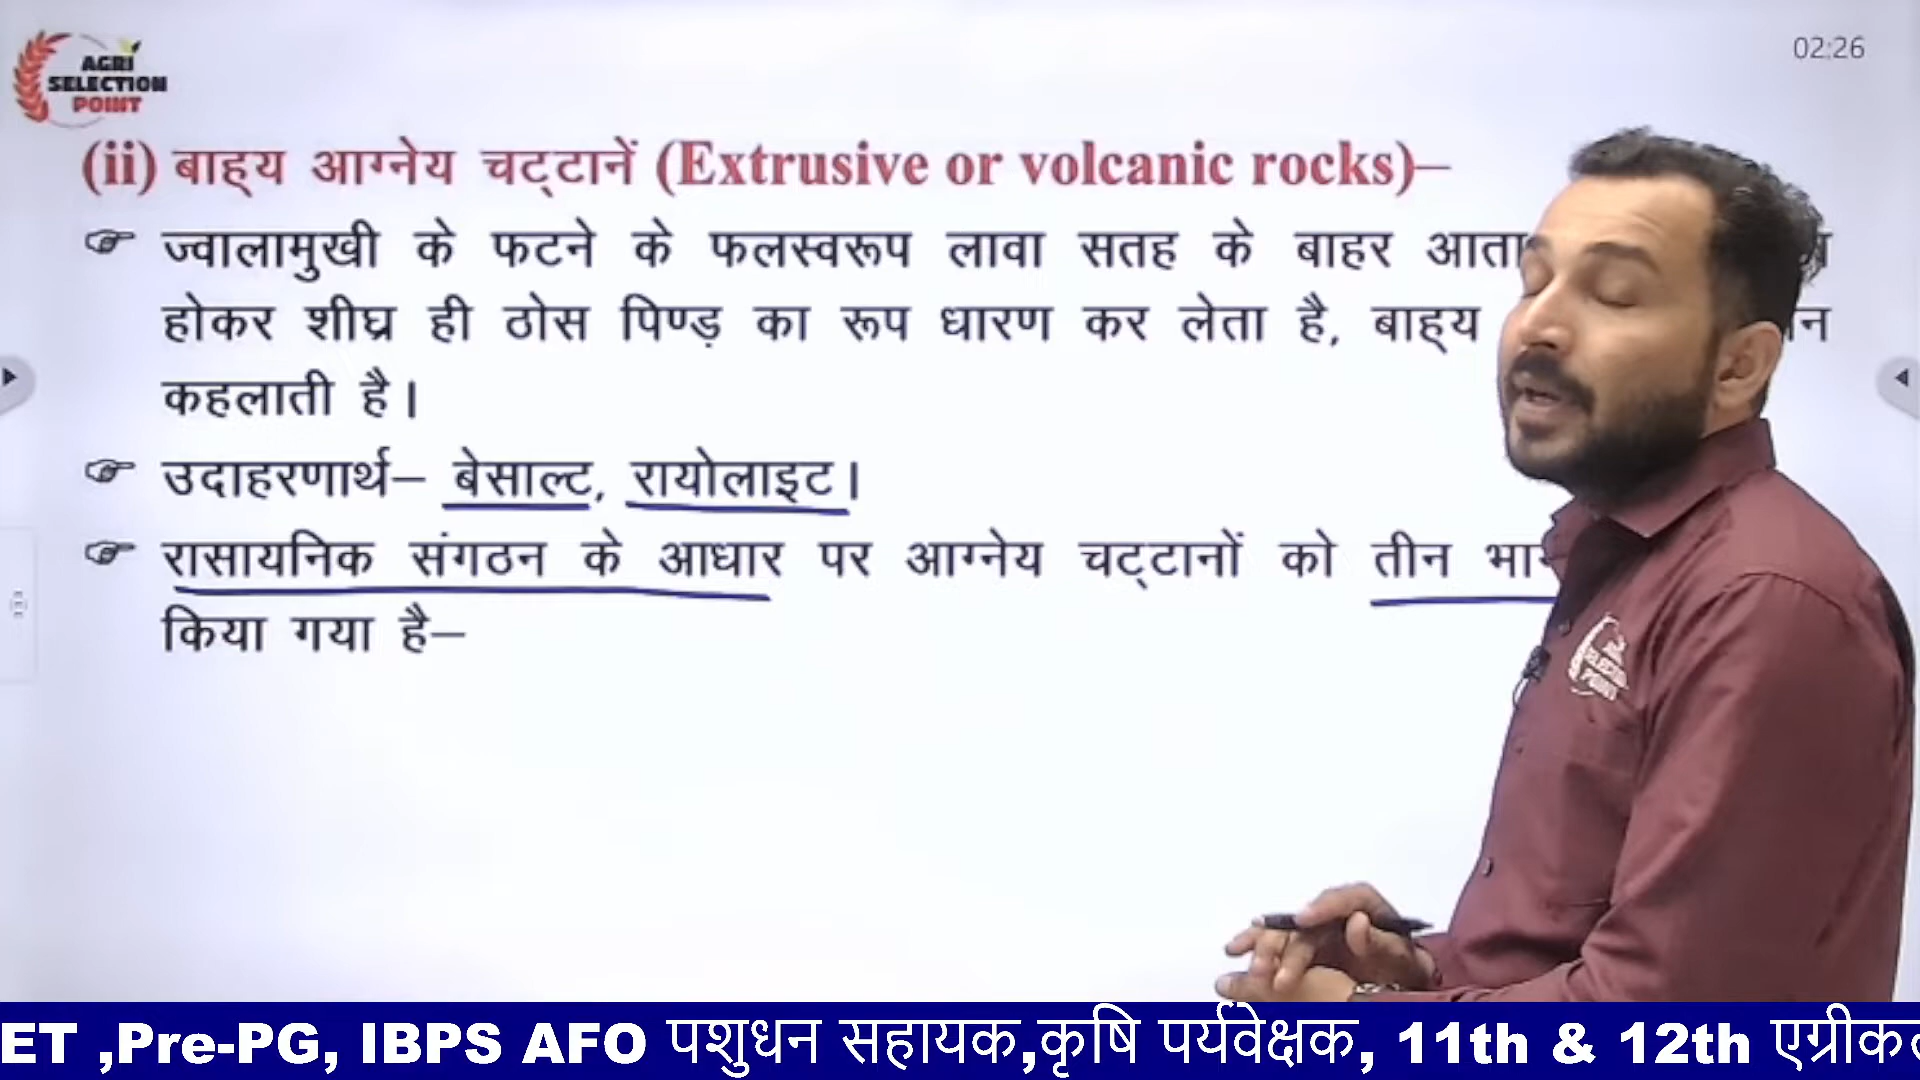 AGRI
SELECTION
POINT
02:26
(ii) बाह्य आग्नेय चट्टानें (Extrusive or volcanic rocks)–
ज्वालामुखी के फटने के फलस्वरूप लावा सतह के बाहर
होकर शीघ्र ही ठोस पिण्ड़ का रूप धारण कर लेता है, बाह्य
कहलाती है।
उदाहरणार्थ– बेसाल्ट, रायोलाइट।
रासायनिक संगठन के आधार पर आग्नेय चट्टानों को तीन
किया गया है–
SELECTION
POINT
ET ,Pre-PG, IBPS AFO पशुधन सहायक,कृषि पर्यवेक्षक, 11th & 12th